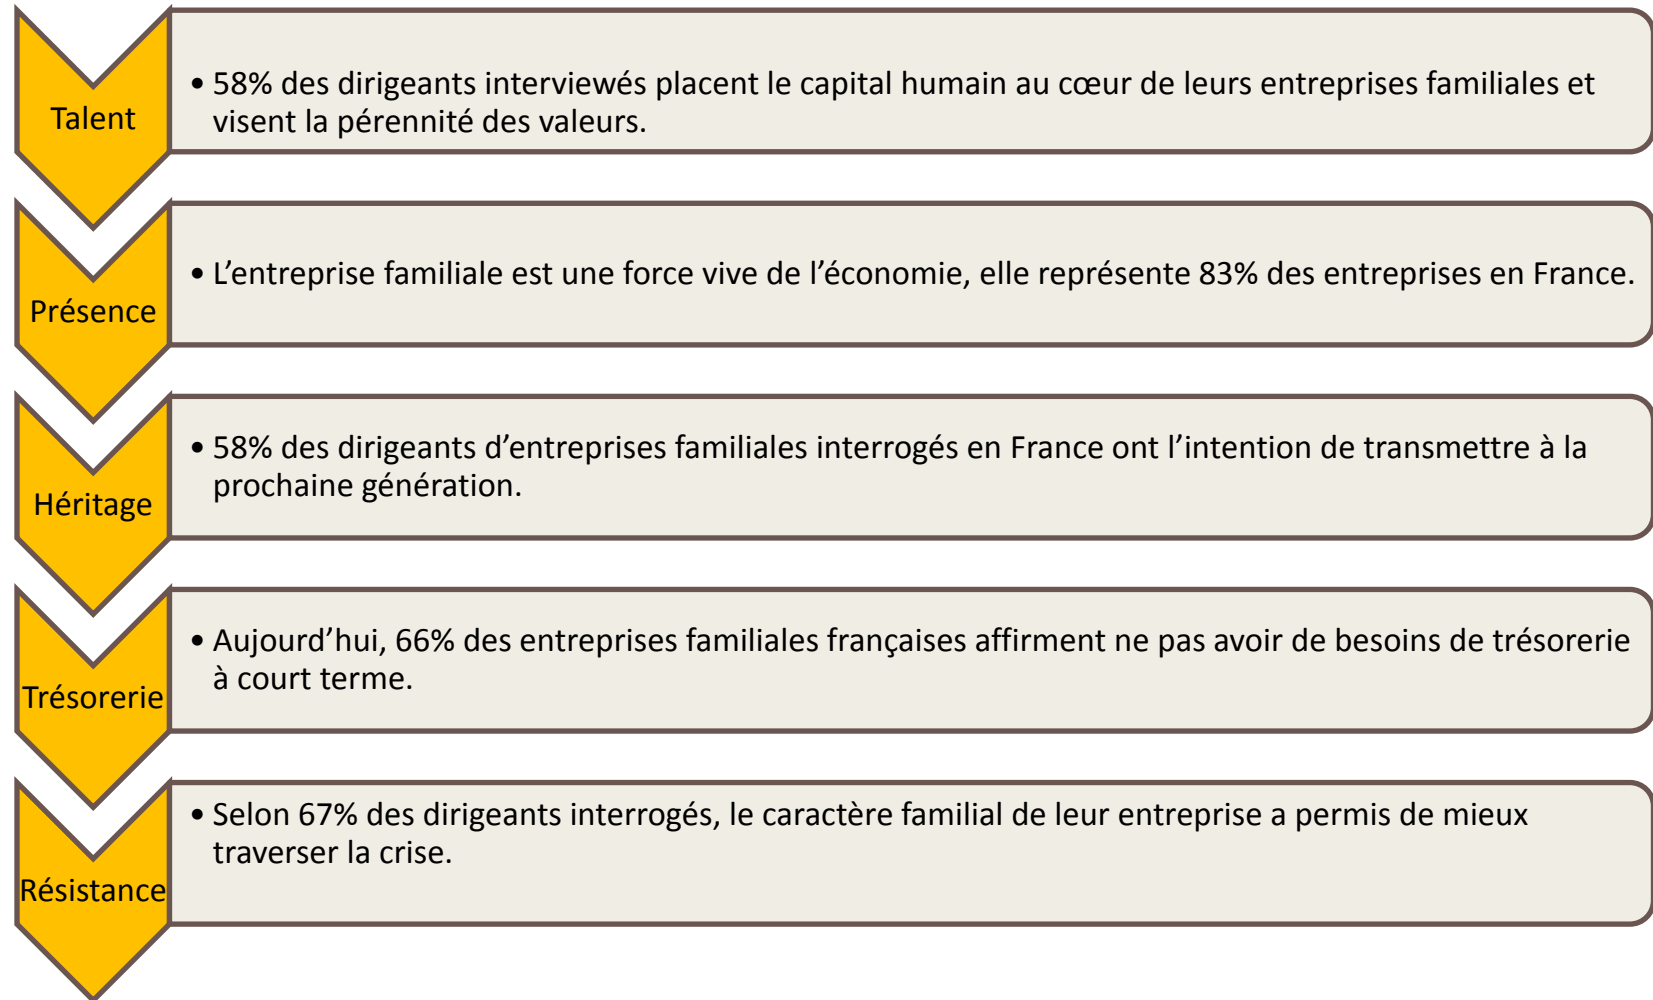 Talent
• 58% des dirigeants interviewés placent le capital humain au cœur de leurs entreprises familiales et
visent la pérennité des valeurs.
Présence
• L’entreprise familiale est une force vive de l’économie, elle représente 83% des entreprises en France.
Héritage
• 58% des dirigeants d’entreprises familiales interrogés en France ont l’intention de transmettre à la
prochaine génération.
Trésorerie
• Aujourd’hui, 66% des entreprises familiales françaises affirment ne pas avoir de besoins de trésorerie
à court terme.
Résistance
• Selon 67% des dirigeants interrogés, le caractère familial de leur entreprise a permis de mieux
traverser la crise.